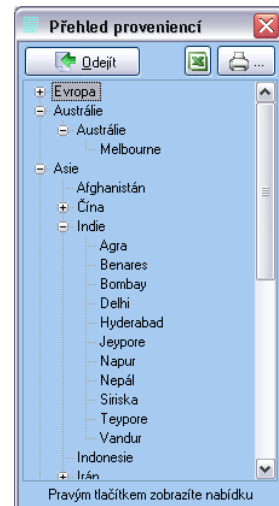 Přehled proveniencí
Odejít ...
Evropa
Austrálie
Austrálie
Melbourne
Asie
Afghanistán
Čína
Indie
Agra
Benares
Bombay
Delhi
Hyderabad
Jeypore
Napur
Nepál
Siriska
Teypore
Vandur
Indonesie
Irán
Pravým tlačítkem zobrazíte nabídku